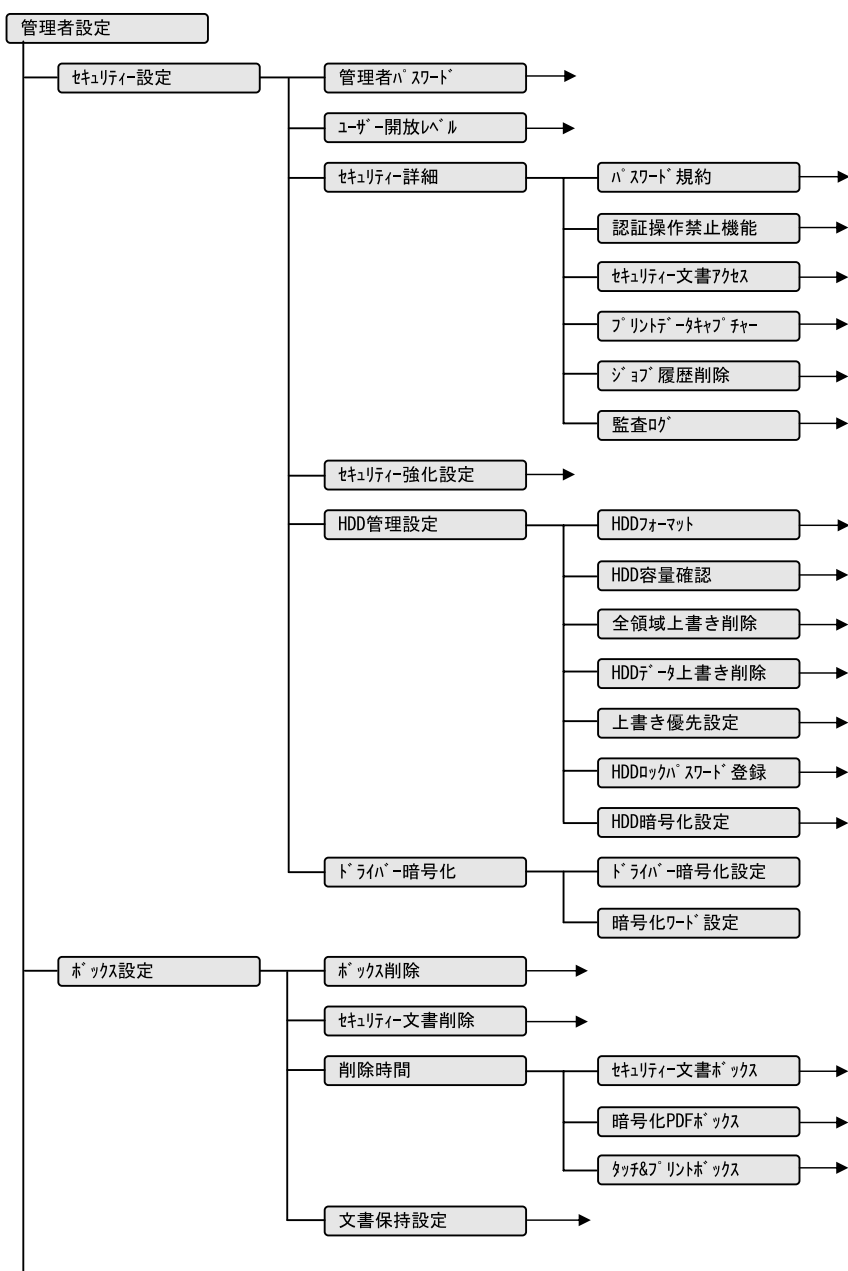 管理者設定
ｾｷｭﾘﾃｨｰ設定
管理者ﾊﾟｽﾜｰﾄﾞ
ﾕｰｻﾞｰ開放ﾚﾍﾞﾙ
ｾｷｭﾘﾃｨｰ詳細
ﾊﾟｽﾜｰﾄﾞ規約
認証操作禁止機能
ｾｷｭﾘﾃｨｰ文書ｱｸｾｽ
ﾌﾟﾘﾝﾄﾃﾞｰﾀｷｬﾌﾟﾁｬｰ
ｼﾞｮﾌﾞ履歴削除
監査ﾛｸﾞ
ｾｷｭﾘﾃｨｰ強化設定
HDD管理設定
HDDﾌｫｰﾏｯﾄ
HDD容量確認
全領域上書き削除
HDDﾃﾞｰﾀ上書き削除
上書き優先設定
HDDﾛｯｸﾊﾟｽﾜｰﾄﾞ登録
HDD暗号化設定
ﾄﾞﾗｲﾊﾞｰ暗号化
ﾄﾞﾗｲﾊﾞｰ暗号化設定
暗号化ﾜｰﾄﾞ設定
ﾎﾞｯｸｽ設定
ﾎﾞｯｸｽ削除
ｾｷｭﾘﾃｨｰ文書削除
削除時間
ｾｷｭﾘﾃｨｰ文書ﾎﾞｯｸｽ
暗号化PDFﾎﾞｯｸｽ
ﾀｯﾁ&ﾌﾟﾘﾝﾄﾎﾞｯｸｽ
文書保持設定